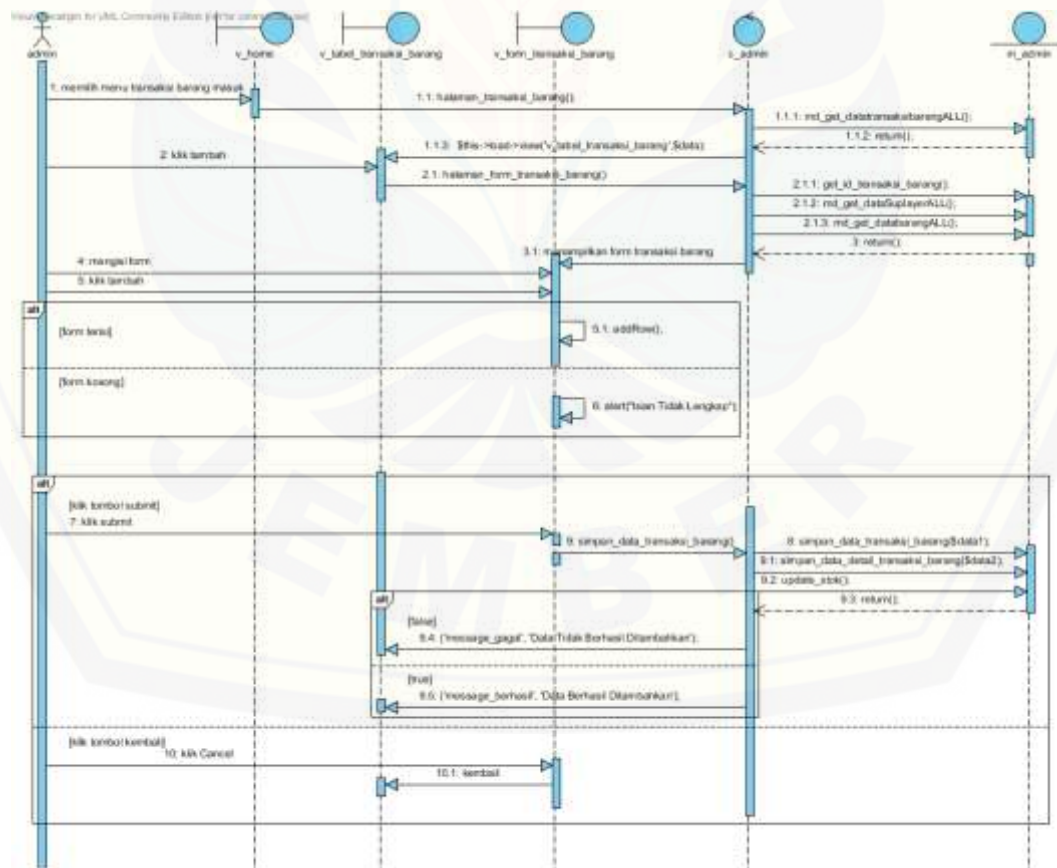 for UML Community Edition
admin
v_home
v_tabel_transaksi_barang
v_form_transaksi_barang
c_admin
m_admin
1: memilih menu transaksi barang masuk
1.1: halaman_transaksi_barang();
1.1.1: md_get_datatransaksibarangALL();
1.1.2: return();
1.1.3: $this->load->view('v_tabel_transaksi_barang',$data)
2: klik tambah
2.1: halaman_form_transaksi_barang()
2.1.1: get_id_transaksi_barang();
2.1.2: md_get_dataSuplayerALL();
2.1.3: md_get_databarangALL();
3: return();
3.1: menampilkan form transaksi barang
4: mengisi form
5: klik tambah
alt
[form terisi]
5.1: addRow();
[form kosong]
6: alert("Isian Tidak Lengkap")
JEMBER
alt
[klik tombol submit]
7: klik submit
9: simpan_data_transaksi_barang()
8: simpan_data_transaksi_barang($data1);
9.1: simpan_data_detail_transaksi_barang($data2);
9.2: update_stok();
9.3: return();
alt
[false]
9.4: ('message_gagal', 'Data Tidak Berhasil Ditambahkan');
[true]
9.5: ('message_berhasil', 'Data Berhasil Ditambahkan');
[klik tombol kembali]
10: klik Cancel
10.1: kembali